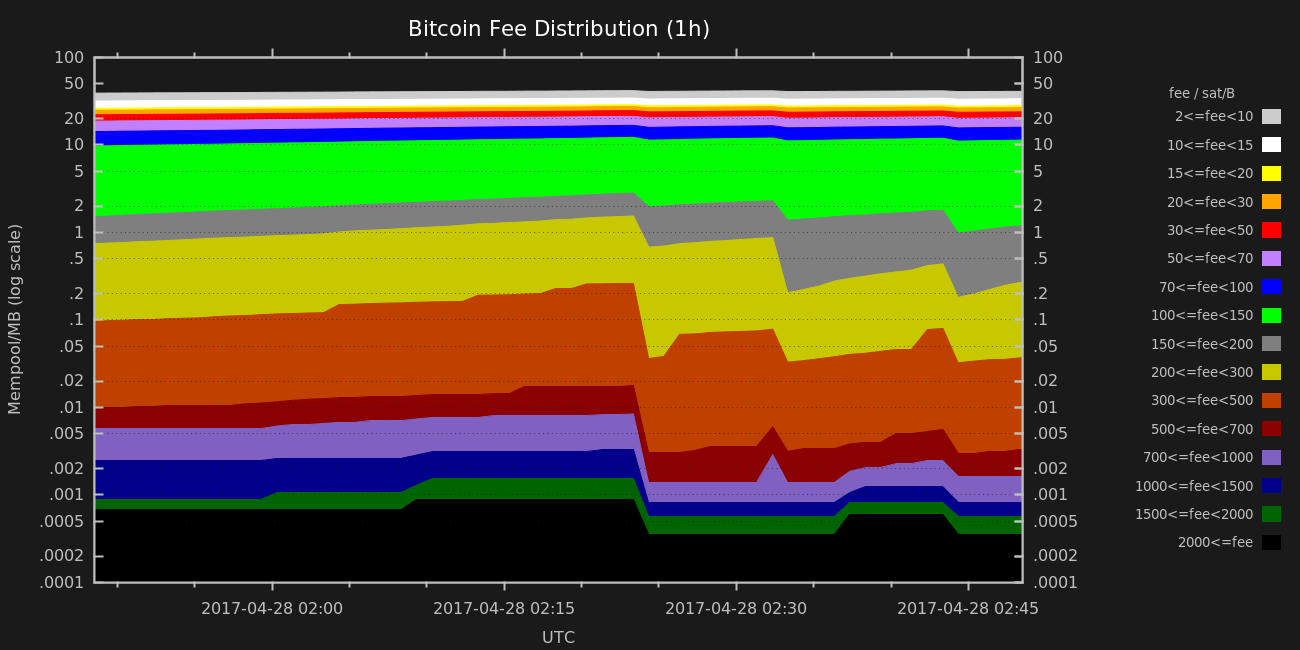 Bitcoin Fee Distribution (1h)
100
50
20
10
5
2
1
.5
.2
.1
.05
.02
.01
.005
.002
.001
.0005
.0002
.0001
Mempool/MB (log scale)
100
50
20
10
5
2
1
.5
.2
.1
.05
.02
.01
.005
.002
.001
.0005
.0002
.0001
2017-04-28 02:00 2017-04-28 02:15 2017-04-28 02:30 2017-04-28 02:45
UTC
fee / sat/B
2<=fee<10
10<=fee<15
15<=fee<20
20<=fee<30
30<=fee<50
50<=fee<70
70<=fee<100
100<=fee<150
150<=fee<200
200<=fee<300
300<=fee<500
500<=fee<700
700<=fee<1000
1000<=fee<1500
1500<=fee<2000
2000<=fee